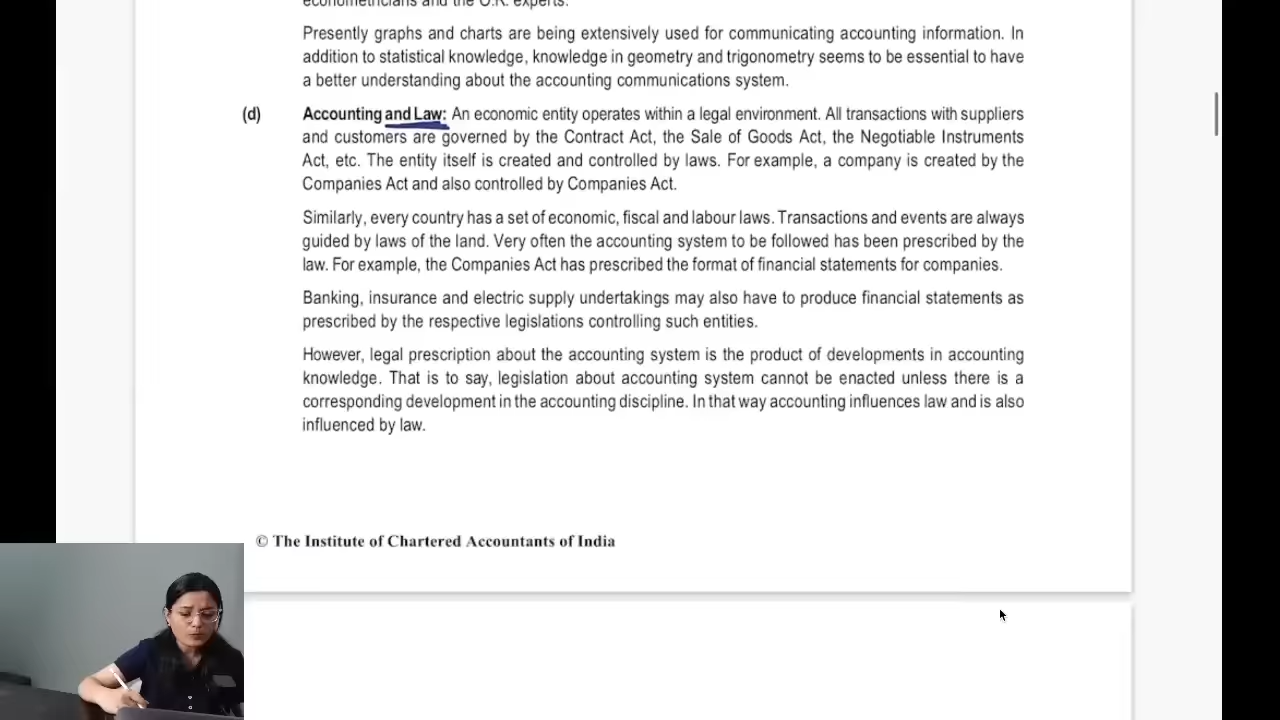 econometricians and the O.R. experts.
Presently graphs and charts are being extensively used for communicating accounting information. In
addition to statistical knowledge, knowledge in geometry and trigonometry seems to be essential to have
a better understanding about the accounting communications system.
(d) Accounting and Law: An economic entity operates within a legal environment. All transactions with suppliers
and customers are governed by the Contract Act, the Sale of Goods Act, the Negotiable Instruments
Act, etc. The entity itself is created and controlled by laws. For example, a company is created by the
Companies Act and also controlled by Companies Act.
Similarly, every country has a set of economic, fiscal and labour laws. Transactions and events are always
guided by laws of the land. Very often the accounting system to be followed has been prescribed by the
law. For example, the Companies Act has prescribed the format of financial statements for companies.
Banking, insurance and electric supply undertakings may also have to produce financial statements as
prescribed by the respective legislations controlling such entities.
However, legal prescription about the accounting system is the product of developments in accounting
knowledge. That is to say, legislation about accounting system cannot be enacted unless there is a
corresponding development in the accounting discipline. In that way accounting influences law and is also
influenced by law.
© The Institute of Chartered Accountants of India